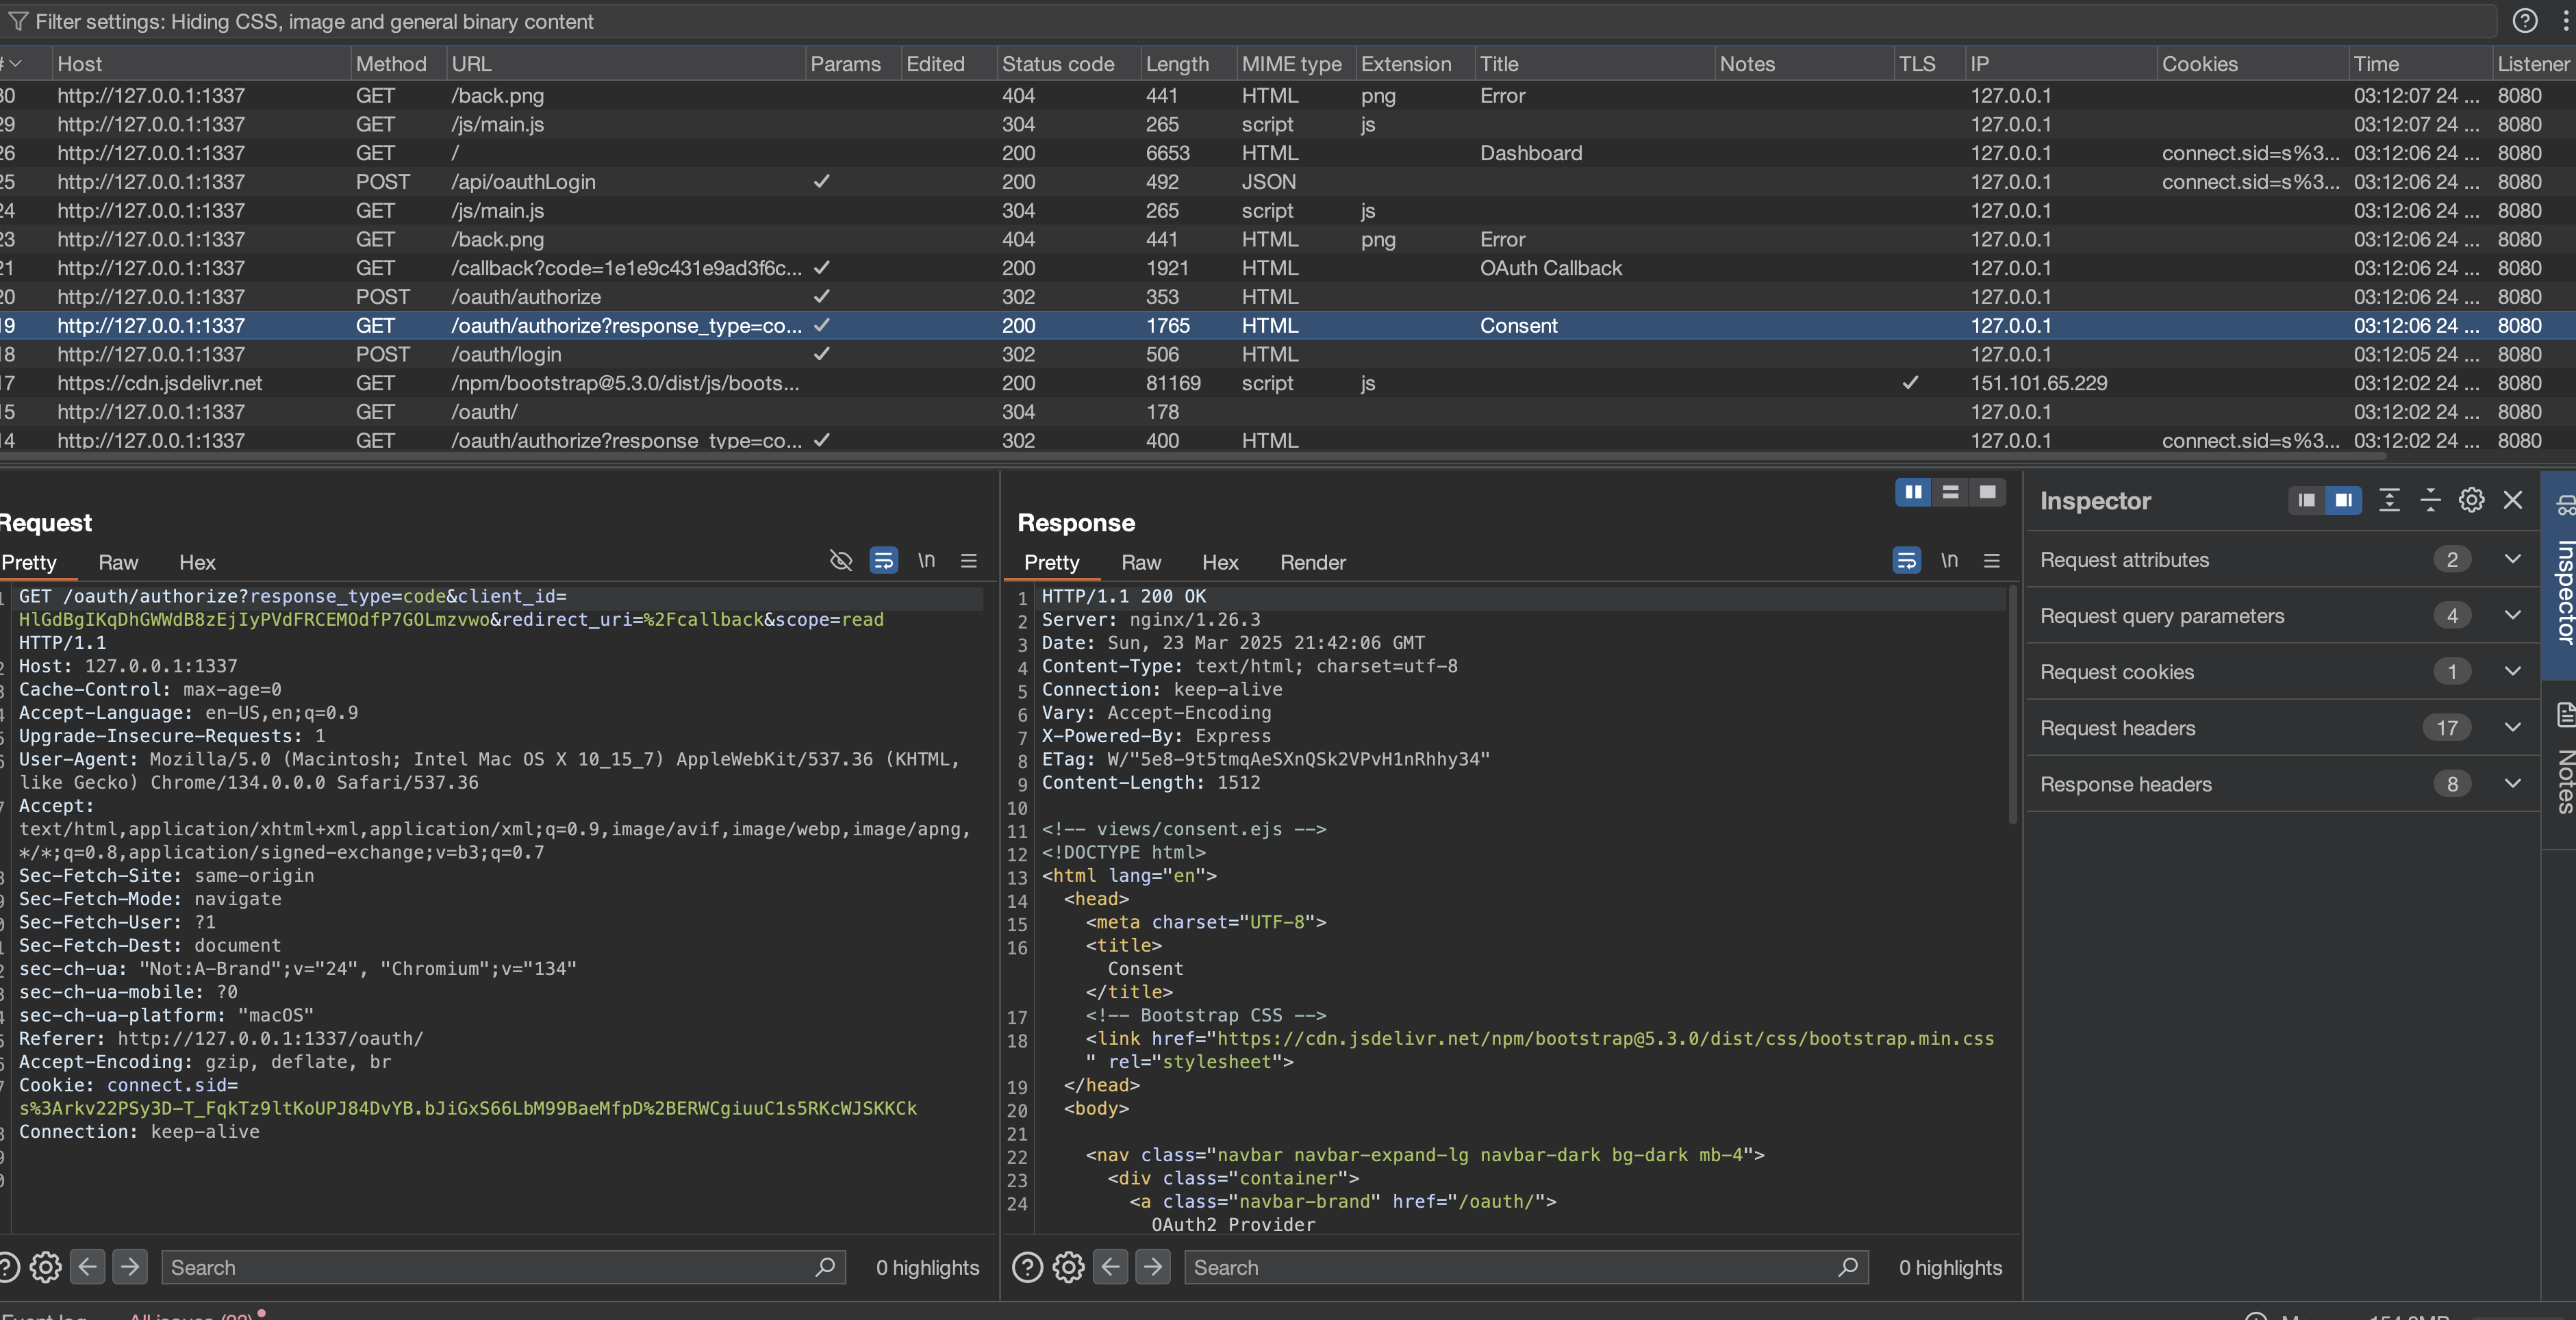 Filter settings: Hiding CSS, image and general binary content
# Host Method URL Params Edited Status code Length MIME type Extension Title Notes TLS IP Cookies Time Listener
30 http://127.0.0.1:1337 GET /back.png 404 441 HTML png Error 127.0.0.1 03:12:07 24 ... 8080
29 http://127.0.0.1:1337 GET /js/main.js 304 265 script js 127.0.0.1 03:12:07 24 ... 8080
26 http://127.0.0.1:1337 GET / 200 6653 HTML Dashboard 127.0.0.1 connect.sid=s%3... 03:12:06 24 ... 8080
25 http://127.0.0.1:1337 POST /api/oauthLogin ✓ 200 492 JSON 127.0.0.1 connect.sid=s%3... 03:12:06 24 ... 8080
24 http://127.0.0.1:1337 GET /js/main.js 304 265 script js 127.0.0.1 03:12:06 24 ... 8080
23 http://127.0.0.1:1337 GET /back.png 404 441 HTML png Error 127.0.0.1 03:12:06 24 ... 8080
21 http://127.0.0.1:1337 GET /callback?code=1e1e9c431e9ad3f6c... ✓ 200 1921 HTML OAuth Callback 127.0.0.1 03:12:06 24 ... 8080
20 http://127.0.0.1:1337 POST /oauth/authorize ✓ 302 353 HTML 127.0.0.1 03:12:06 24 ... 8080
19 http://127.0.0.1:1337 GET /oauth/authorize?response_type=co... ✓ 200 1765 HTML Consent 127.0.0.1 03:12:06 24 ... 8080
18 http://127.0.0.1:1337 POST /oauth/login ✓ 302 506 HTML 127.0.0.1 03:12:05 24 ... 8080
17 https://cdn.jsdelivr.net GET /npm/bootstrap@5.3.0/dist/js/boots... 200 81169 script js ✓ 151.101.65.229 03:12:02 24 ... 8080
15 http://127.0.0.1:1337 GET /oauth/ 304 178 127.0.0.1 03:12:02 24 ... 8080
14 http://127.0.0.1:1337 GET /oauth/authorize?response_type=co... ✓ 302 400 HTML 127.0.0.1 connect.sid=s%3... 03:12:02 24 ... 8080
Request
Pretty Raw Hex \n
GET /oauth/authorize?response_type=code&client_id=
HlGdBgIKqDhGWWdB8zEjIyPVdFRCEMOdfP7GOLmzvwo&redirect_uri=%2Fcallback&scope=read
HTTP/1.1
Host: 127.0.0.1:1337
Cache-Control: max-age=0
Accept-Language: en-US,en;q=0.9
Upgrade-Insecure-Requests: 1
User-Agent: Mozilla/5.0 (Macintosh; Intel Mac OS X 10_15_7) AppleWebKit/537.36 (KHTML,
like Gecko) Chrome/134.0.0.0 Safari/537.36
Accept:
text/html,application/xhtml+xml,application/xml;q=0.9,image/avif,image/webp,image/apng,
*/*;q=0.8,application/signed-exchange;v=b3;q=0.7
Sec-Fetch-Site: same-origin
Sec-Fetch-Mode: navigate
Sec-Fetch-User: ?1
Sec-Fetch-Dest: document
sec-ch-ua: "Not:A-Brand";v="24", "Chromium";v="134"
sec-ch-ua-mobile: ?0
sec-ch-ua-platform: "macOS"
Referer: http://127.0.0.1:1337/oauth/
Accept-Encoding: gzip, deflate, br
Cookie: connect.sid=
s%3Arkv22PSy3D-T_FqkTz9ltKoUPJ84DvYB.bJiGxS66LbM99BaeMfpD%2BERWCgiuuC1s5RKcWJSKKCk
Connection: keep-alive
Search 0 highlights
Response
Pretty Raw Hex Render \n
1 HTTP/1.1 200 OK
2 Server: nginx/1.26.3
3 Date: Sun, 23 Mar 2025 21:42:06 GMT
4 Content-Type: text/html; charset=utf-8
5 Connection: keep-alive
6 Vary: Accept-Encoding
7 X-Powered-By: Express
8 ETag: W/"5e8-9t5tmqAeSXnQSk2VPvH1nRhhy34"
9 Content-Length: 1512
10
11 <!-- views/consent.ejs -->
12 <!DOCTYPE html>
13 <html lang="en">
14 <head>
15 <meta charset="UTF-8">
16 <title>
Consent
</title>
17 <!-- Bootstrap CSS -->
18 <link href="https://cdn.jsdelivr.net/npm/bootstrap@5.3.0/dist/css/bootstrap.min.css
" rel="stylesheet">
19 </head>
20 <body>
21
22 <nav class="navbar navbar-expand-lg navbar-dark bg-dark mb-4">
23 <div class="container">
24 <a class="navbar-brand" href="/oauth/">
OAuth2 Provider
Search 0 highlights
Inspector
Request attributes 2
Request query parameters 4
Request cookies 1
Request headers 17
Response headers 8
Inspector
Notes